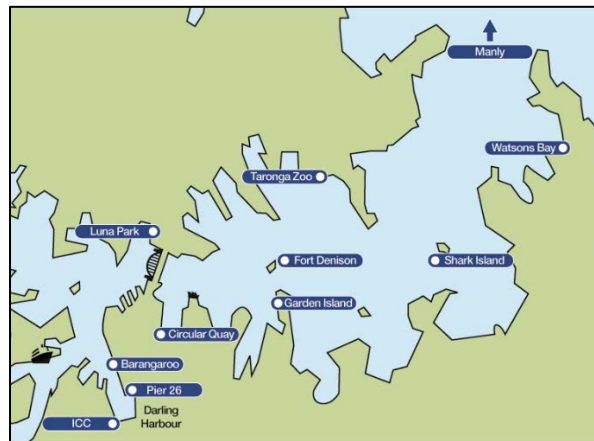 Manly
Watsons Bay
Taronga Zoo
Luna Park
Fort Denison
Shark Island
Garden Island
Circular Quay
Barangaroo
Pier 26
Darling
Harbour
ICC